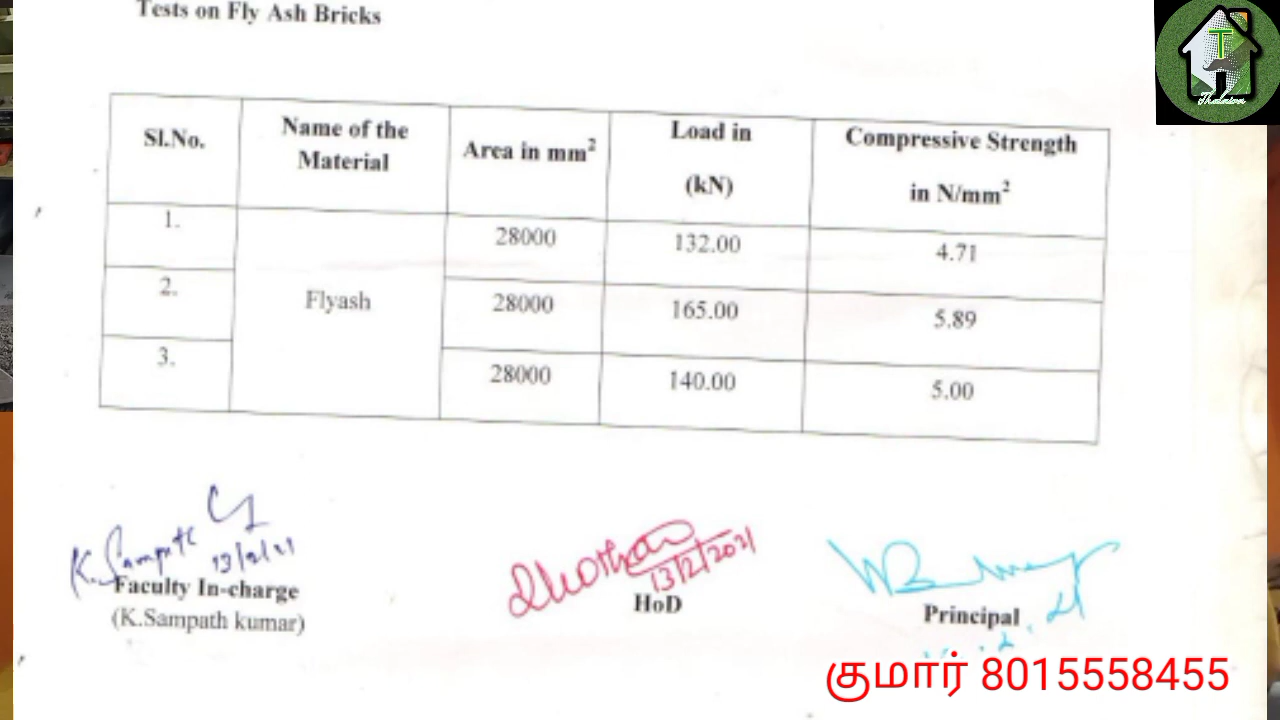 Tests on Fly Ash Bricks
T
Sl.No. Name of the Material Area in mm² Load in (kN) Compressive Strength in N/mm²
1. Flyash 28000 132.00 4.71
2. 28000 165.00 5.89
3. 28000 140.00 5.00
K. Sampath
13/2/21
13/2/2021
Faculty In-charge
HoD
Principal
(K.Sampath kumar)
குமார் 8015558455